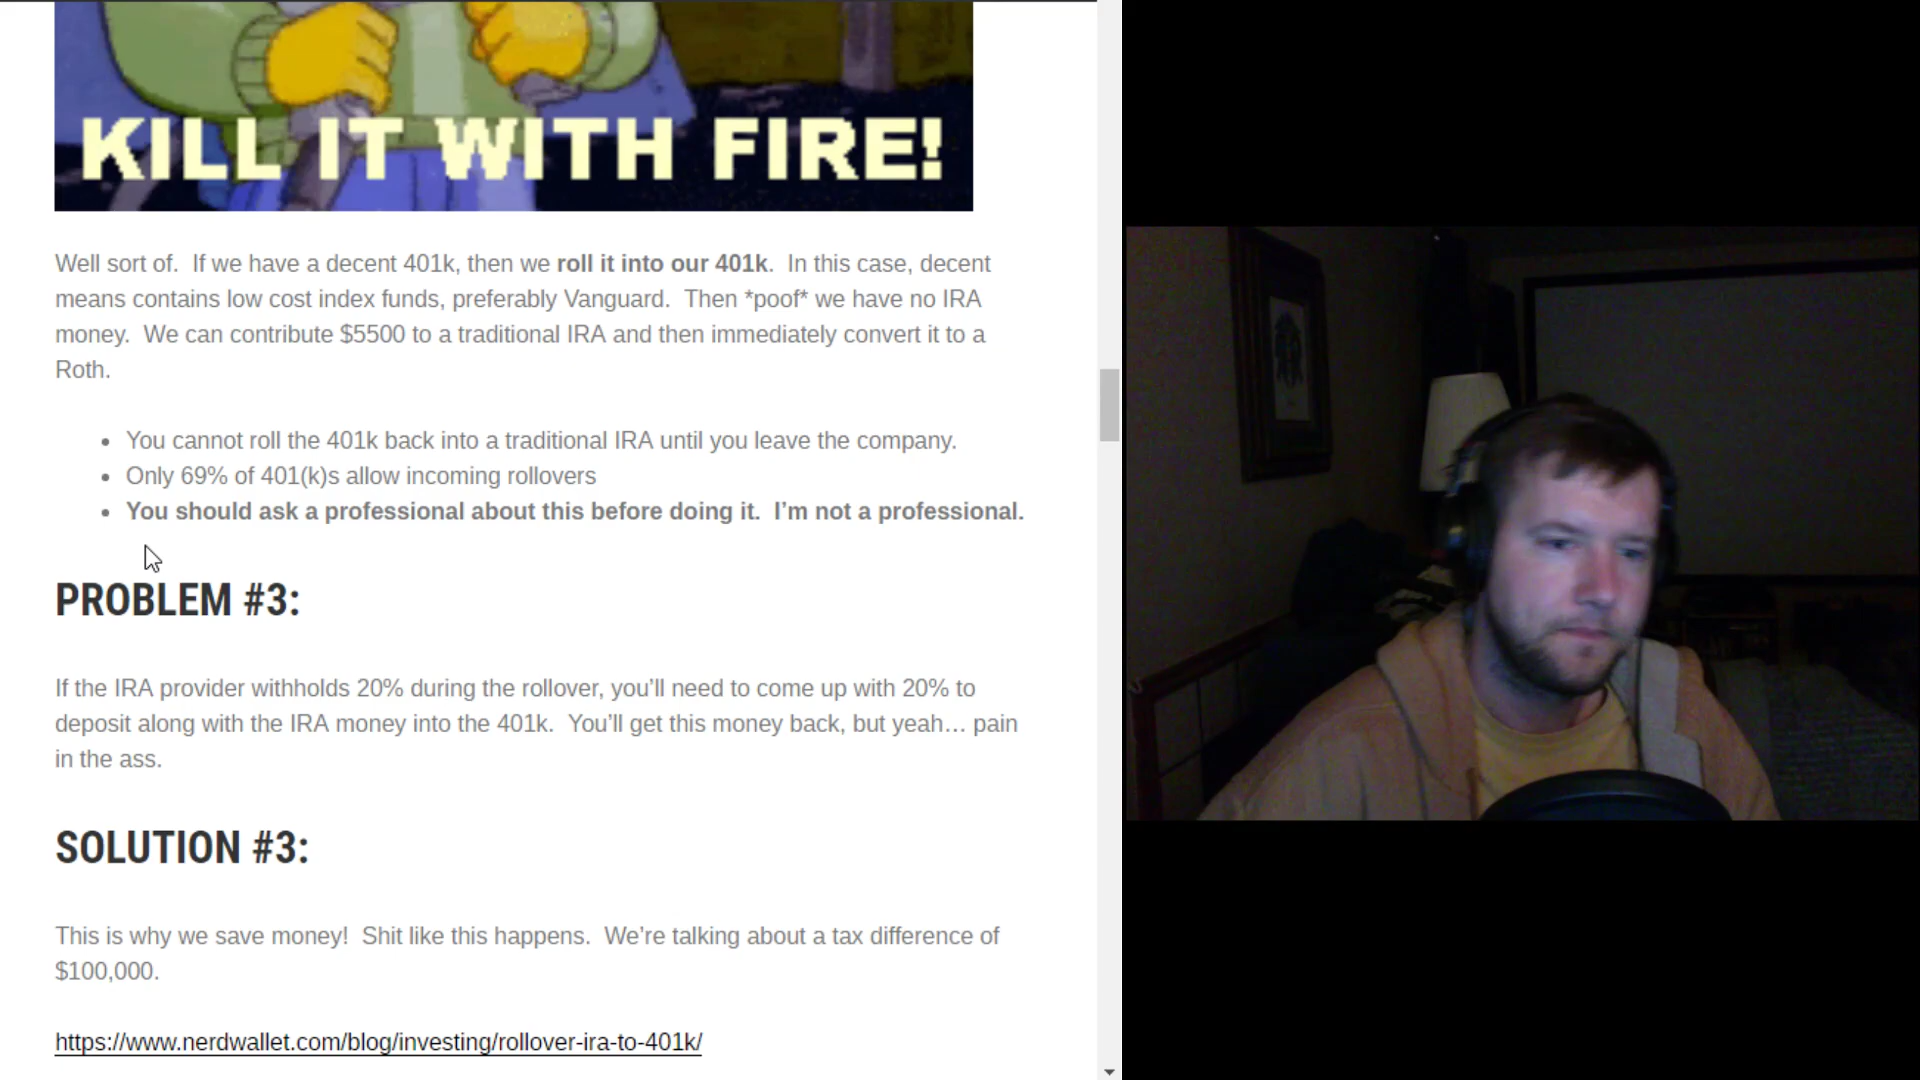 KILL IT WITH FIRE!
Well sort of.  If we have a decent 401k, then we roll it into our 401k.  In this case, decent
means contains low cost index funds, preferably Vanguard.  Then *poof* we have no IRA
money.  We can contribute $5500 to a traditional IRA and then immediately convert it to a
Roth.
You cannot roll the 401k back into a traditional IRA until you leave the company.
Only 69% of 401(k)s allow incoming rollovers
You should ask a professional about this before doing it.  I’m not a professional.
PROBLEM #3:
If the IRA provider withholds 20% during the rollover, you’ll need to come up with 20% to
deposit along with the IRA money into the 401k.  You’ll get this money back, but yeah… pain
in the ass.
SOLUTION #3:
This is why we save money!  Shit like this happens.  We’re talking about a tax difference of
$100,000.
https://www.nerdwallet.com/blog/investing/rollover-ira-to-401k/